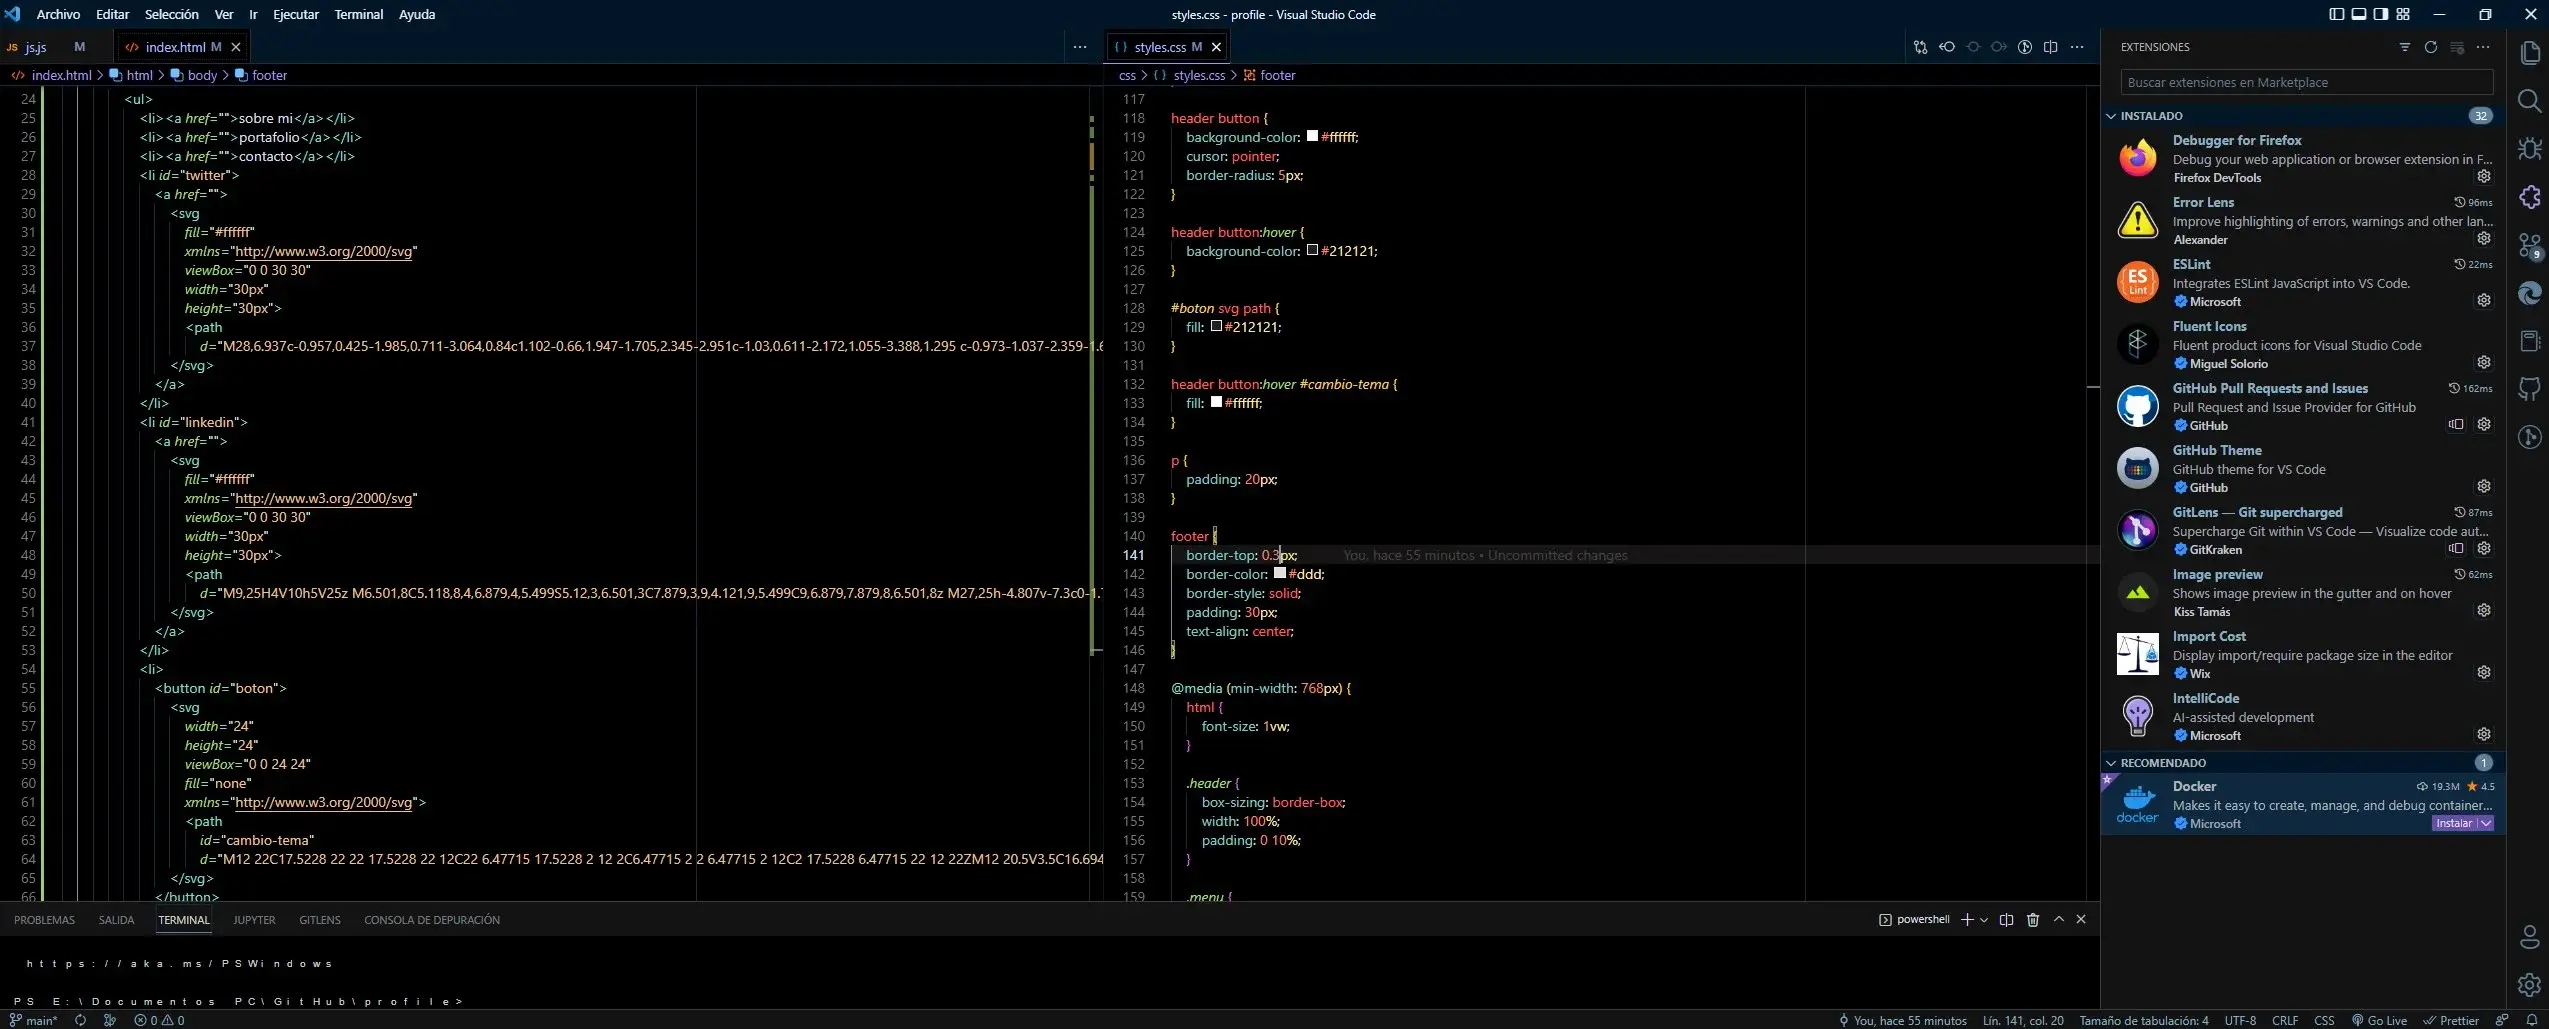 Archivo Editar Selección Ver Ir Ejecutar Terminal Ayuda
styles.css - profile - Visual Studio Code
JS js.js M
index.html M
index.html > html > body > footer
24 <ul>
25 <li><a href="">sobre mi</a></li>
26 <li><a href="">portafolio</a></li>
27 <li><a href="">contacto</a></li>
28 <li id="twitter">
29 <a href="">
30 <svg
31 fill="#ffffff"
32 xmlns="http://www.w3.org/2000/svg"
33 viewBox="0 0 30 30"
34 width="30px"
35 height="30px">
36 <path
37 d="M28,6.937c-0.957,0.425-1.985,0.711-3.064,0.84c1.102-0.66,1.947-1.705,2.345-2.951c-1.03,0.611-2.172,1.055-3.388,1.295 c-0.973-1.037-2.359-1.6
38 </svg>
39 </a>
40 </li>
41 <li id="linkedin">
42 <a href="">
43 <svg
44 fill="#ffffff"
45 xmlns="http://www.w3.org/2000/svg"
46 viewBox="0 0 30 30"
47 width="30px"
48 height="30px">
49 <path
50 d="M9,25H4V10h5V25z M6.501,8C5.118,8,4,6.879,4,5.499S5.12,3,6.501,3C7.879,3,9,4.121,9,5.499C9,6.879,7.879,8,6.501,8z M27,25h-4.807v-7.3c0-1.7
51 </svg>
52 </a>
53 </li>
54 <li>
55 <button id="boton">
56 <svg
57 width="24"
58 height="24"
59 viewBox="0 0 24 24"
60 fill="none"
61 xmlns="http://www.w3.org/2000/svg">
62 <path
63 id="cambio-tema"
64 d="M12 22C17.5228 22 22 17.5228 22 12C22 6.47715 17.5228 2 12 2C6.47715 2 2 6.47715 2 12C2 17.5228 6.47715 22 12 22ZM12 20.5V3.5C16.694
65 </svg>
66 </button>
styles.css M
css > styles.css > footer
117
118 header button {
119 background-color: #ffffff;
120 cursor: pointer;
121 border-radius: 5px;
122 }
123
124 header button:hover {
125 background-color: #212121;
126 }
127
128 #boton svg path {
129 fill: #212121;
130 }
131
132 header button:hover #cambio-tema {
133 fill: #ffffff;
134 }
135
136 p {
137 padding: 20px;
138 }
139
140 footer {
141 border-top: 0.3px; You, hace 55 minutos • Uncommitted changes
142 border-color: #ddd;
143 border-style: solid;
144 padding: 30px;
145 text-align: center;
146 }
147
148 @media (min-width: 768px) {
149 html {
150 font-size: 1vw;
151 }
152
153 .header {
154 box-sizing: border-box;
155 width: 100%;
156 padding: 0 10%;
157 }
158
159 .menu {
EXTENSIONES
Buscar extensiones en Marketplace
INSTALADO 32
Debugger for Firefox
Debug your web application or browser extension in F...
Firefox DevTools
Error Lens 96ms
Improve highlighting of errors, warnings and other lan...
Alexander
ES Lint
ESLint 22ms
Integrates ESLint JavaScript into VS Code.
Microsoft
Fluent Icons
Fluent product icons for Visual Studio Code
Miguel Solorio
GitHub Pull Requests and Issues 162ms
Pull Request and Issue Provider for GitHub
GitHub
GitHub Theme
GitHub theme for VS Code
GitHub
GitLens — Git supercharged 87ms
Supercharge Git within VS Code — Visualize code aut...
GitKraken
Image preview 62ms
Shows image preview in the gutter and on hover
Kiss Tamás
Import Cost
Display import/require package size in the editor
Wix
IntelliCode
AI-assisted development
Microsoft
RECOMENDADO 1
Docker 19.3M 4.5
Makes it easy to create, manage, and debug container...
docker
Microsoft Instalar
9
PROBLEMAS SALIDA TERMINAL JUPYTER GITLENS CONSOLA DE DEPURACIÓN
powershell
https://aka.ms/PSWindows
PS E:\Documentos PC\GitHub\profile>
main* 0 0
You, hace 55 minutos Lín. 141, col. 20 Tamaño de tabulación: 4 UTF-8 CRLF CSS Go Live Prettier